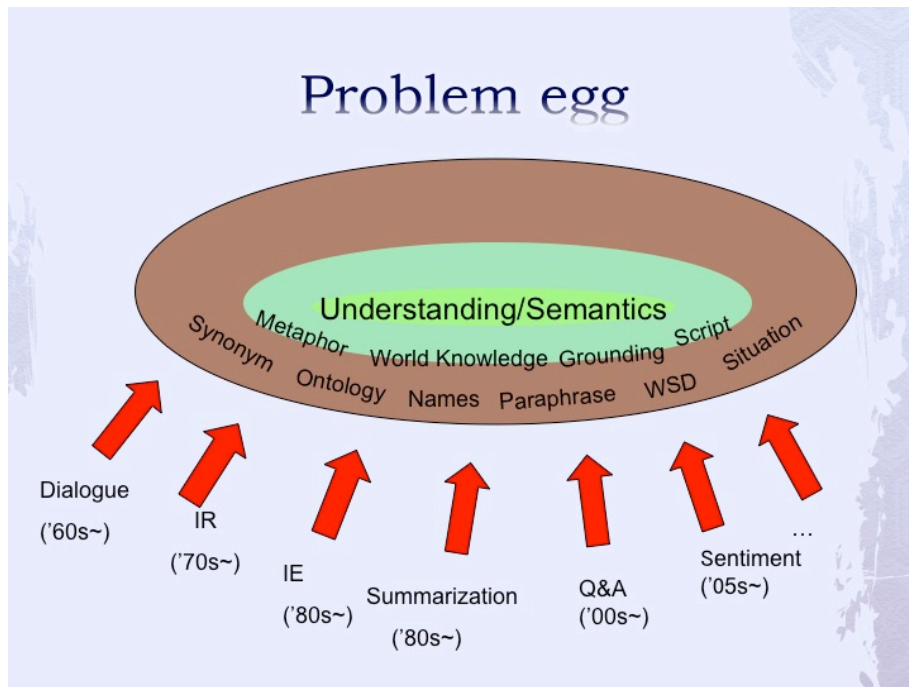 Problem egg
Understanding/Semantics
Metaphor
World Knowledge
Grounding
Script
Synonym
Ontology
Names
Paraphrase
WSD
Situation
Dialogue
('60s~)
IR
('70s~)
IE
('80s~)
Summarization
('80s~)
Q&A
('00s~)
Sentiment
('05s~)
...